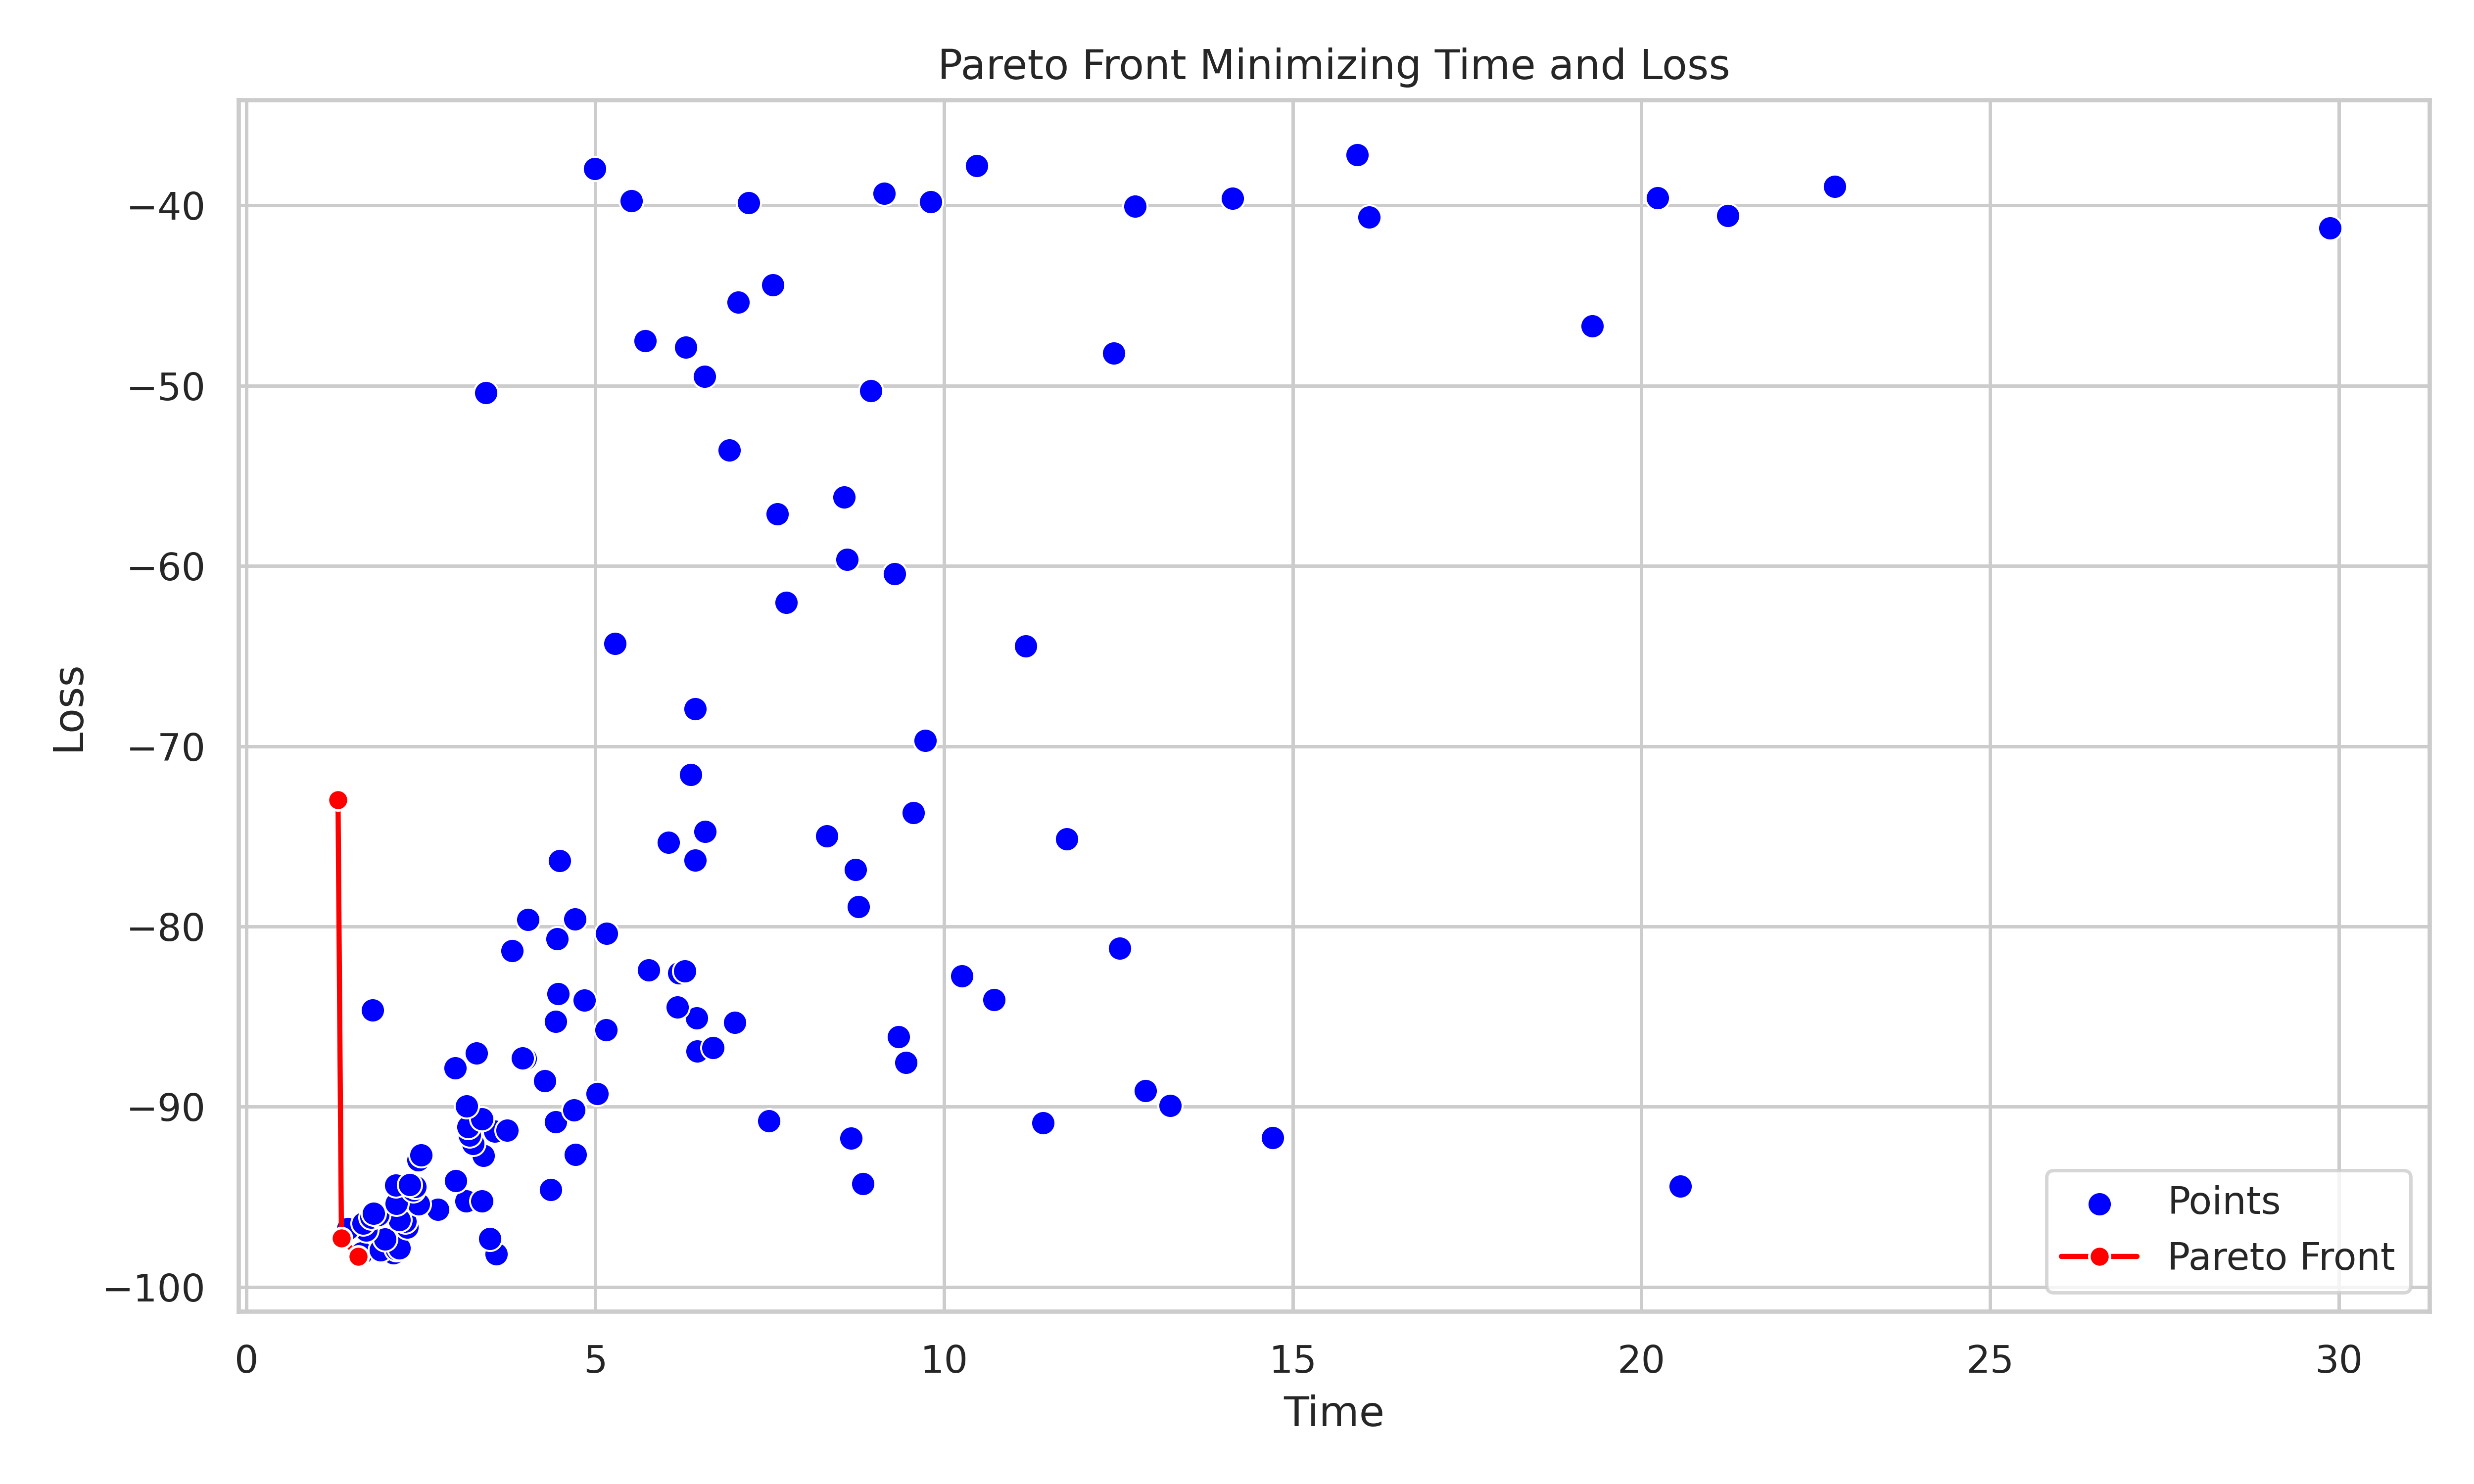 Pareto Front Minimizing Time and Loss
−40
−50
−60
−70
−80
−90
−100
Loss
0 5 10 15 20 25 30
Time
Points
Pareto Front